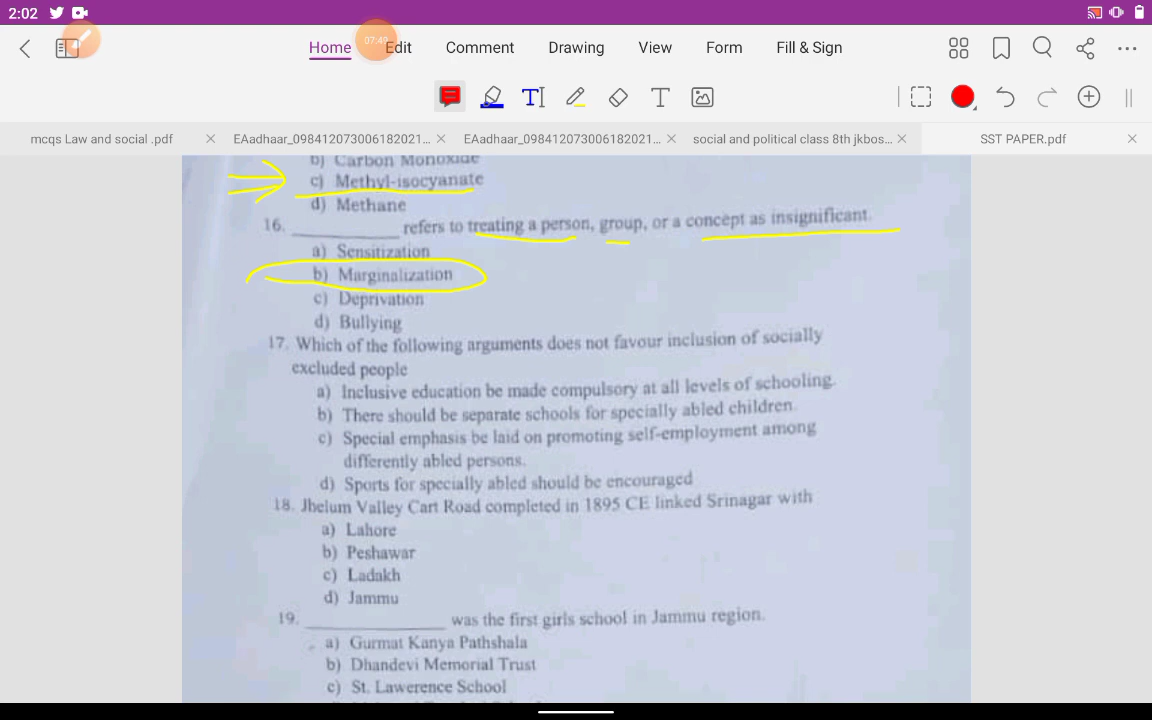 2:02
07:49
Home Edit Comment Drawing View Form Fill & Sign
mcqs Law and social .pdf EAadhaar_098412073006182021... EAadhaar_098412073006182021... social and political class 8th jkbos... SST PAPER.pdf
b) Carbon Monoxide
c) Methyl-isocyanate
d) Methane
16. __________ refers to treating a person, group, or a concept as insignificant.
a) Sensitization
b) Marginalization
c) Deprivation
d) Bullying
17. Which of the following arguments does not favour inclusion of socially
excluded people
a) Inclusive education be made compulsory at all levels of schooling.
b) There should be separate schools for specially abled children.
c) Special emphasis be laid on promoting self-employment among
differently abled persons.
d) Sports for specially abled should be encouraged
18. Jhelum Valley Cart Road completed in 1895 CE linked Srinagar with
a) Lahore
b) Peshawar
c) Ladakh
d) Jammu
19. _____________ was the first girls school in Jammu region.
a) Gurmat Kanya Pathshala
b) Dhandevi Memorial Trust
c) St. Lawerence School